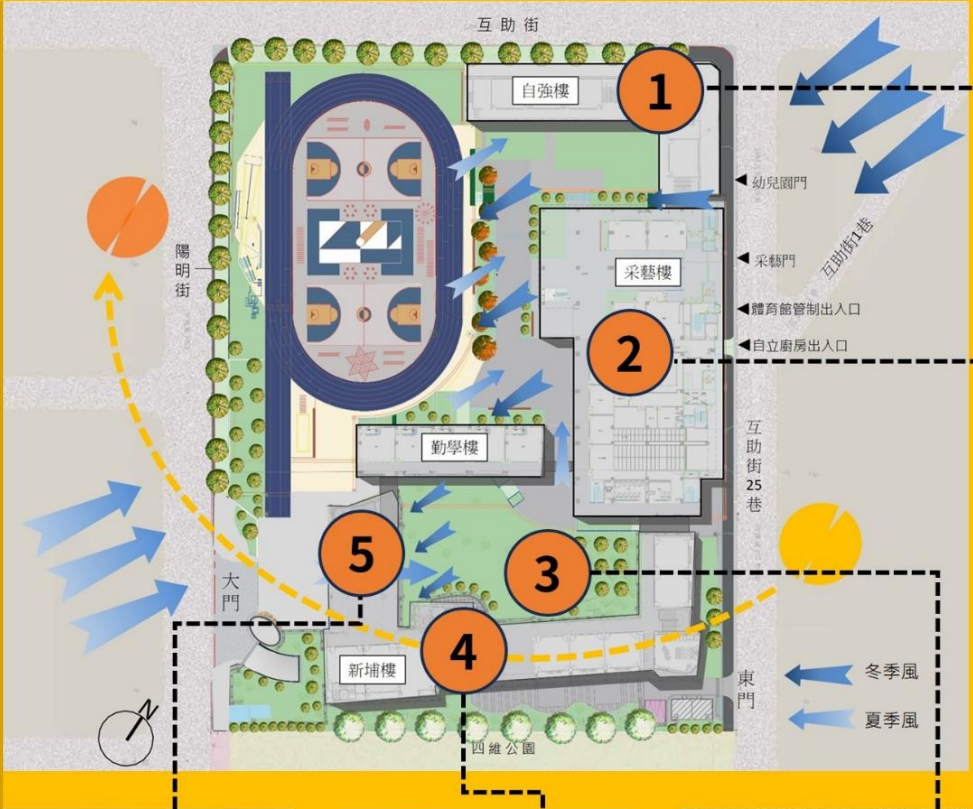 互助街
自強樓
1
幼兒園門
互助街1巷
陽明街
采藝樓
采藝門
體育館管制出入口
2
自立廚房出入口
勤學樓
互助街25巷
5
3
大門
4
新埔樓
東門
冬季風
夏季風
N
四維公園